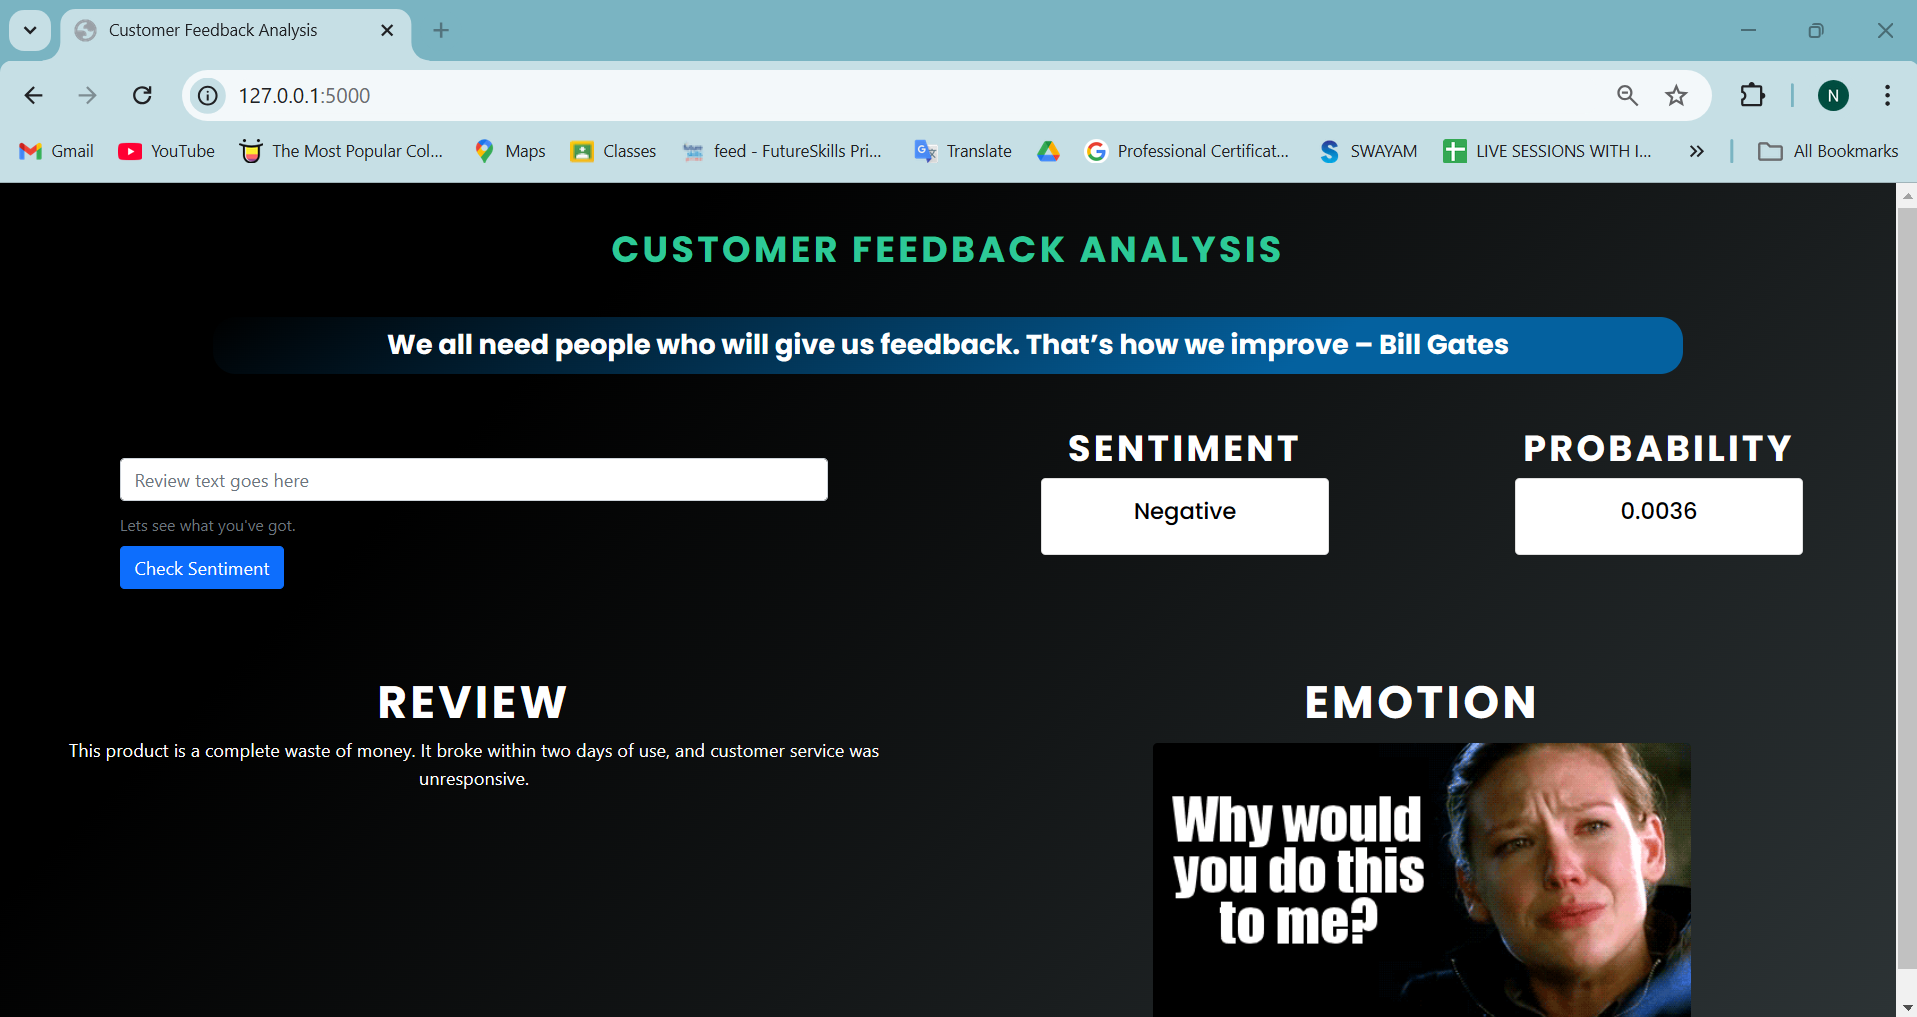 Customer Feedback Analysis
127.0.0.1:5000
N
Gmail
YouTube
The Most Popular Col...
Maps
Classes
feed - FutureSkills Pri...
Translate
Professional Certificat...
SWAYAM
LIVE SESSIONS WITH I...
All Bookmarks
CUSTOMER FEEDBACK ANALYSIS
We all need people who will give us feedback. That’s how we improve – Bill Gates
SENTIMENT
PROBABILITY
Review text goes here
Negative
0.0036
Lets see what you've got.
Check Sentiment
REVIEW
EMOTION
This product is a complete waste of money. It broke within two days of use, and customer service was
unresponsive.
Why would
you do this
to me?